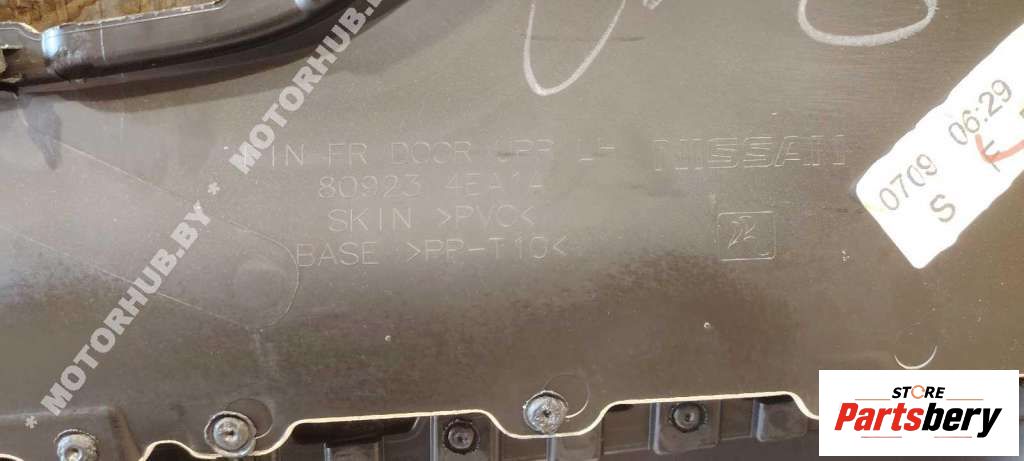 FIN FR DOOR UPR LH NISSAN
80923 4EA1A
SKIN >PVC<
BASE >PP-T10<
0709 06:29
S F
* MOTORHUB.BY * MOTORHUB.BY *
STORE
Partsbery